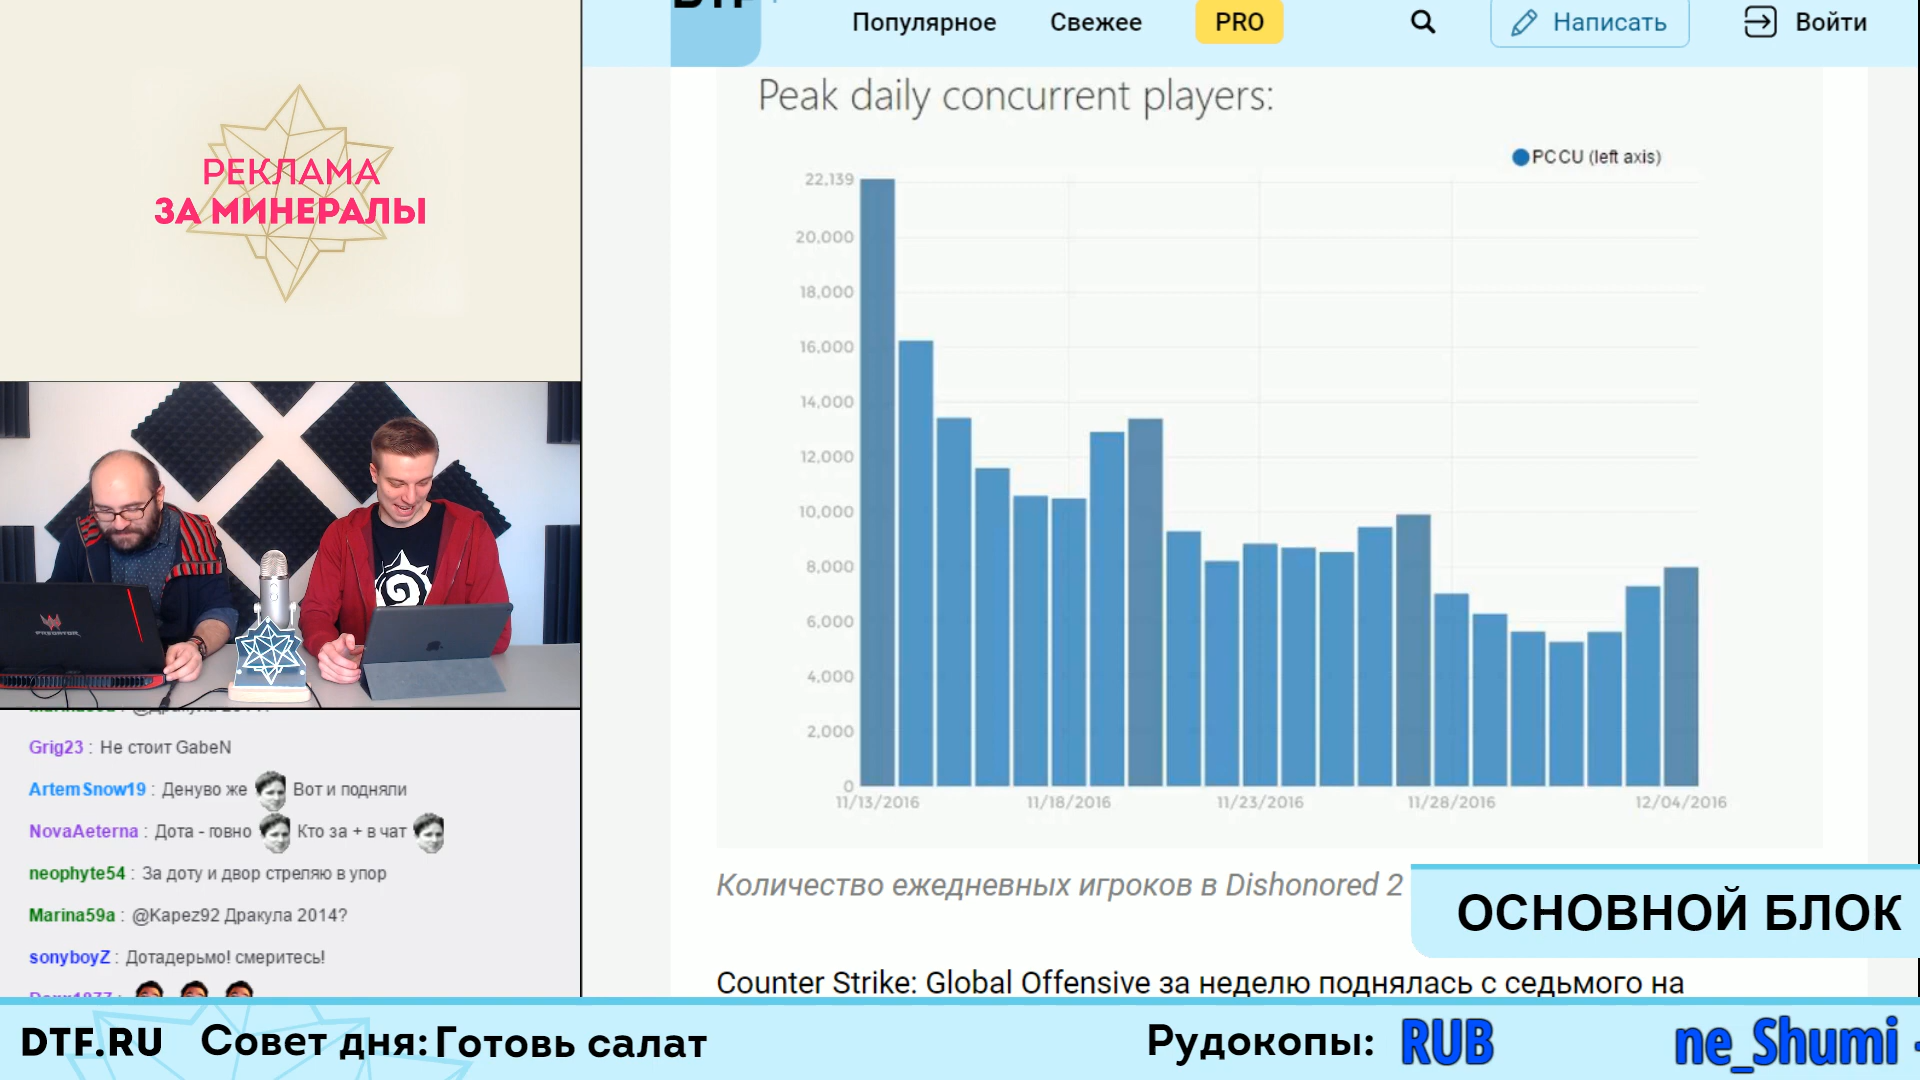 Популярное Свежее PRO Написать Войти
Peak daily concurrent players:
PCCU (left axis)
22,139
20,000
18,000
16,000
14,000
12,000
10,000
8,000
6,000
4,000
2,000
0
11/13/2016 11/18/2016 11/23/2016 11/28/2016 12/04/2016
Количество ежедневных игроков в Dishonored 2
ОСНОВНОЙ БЛОК
Counter Strike: Global Offensive за неделю поднялась с седьмого на
РЕКЛАМА
ЗА МИНЕРАЛЫ
PREDATOR
Grig23 : Не стоит GabeN
ArtemSnow19 : Денуво же Вот и подняли
NovaAeterna : Дота - говно Кто за + в чат
neophyte54 : За доту и двор стреляю в упор
Marina59a : @Kapez92 Дракула 2014?
sonyboyZ : Дотадерьмо! смеритесь!
DTF.RU Совет дня: Готовь салат Рудокопы: RUB ne_Shumi -